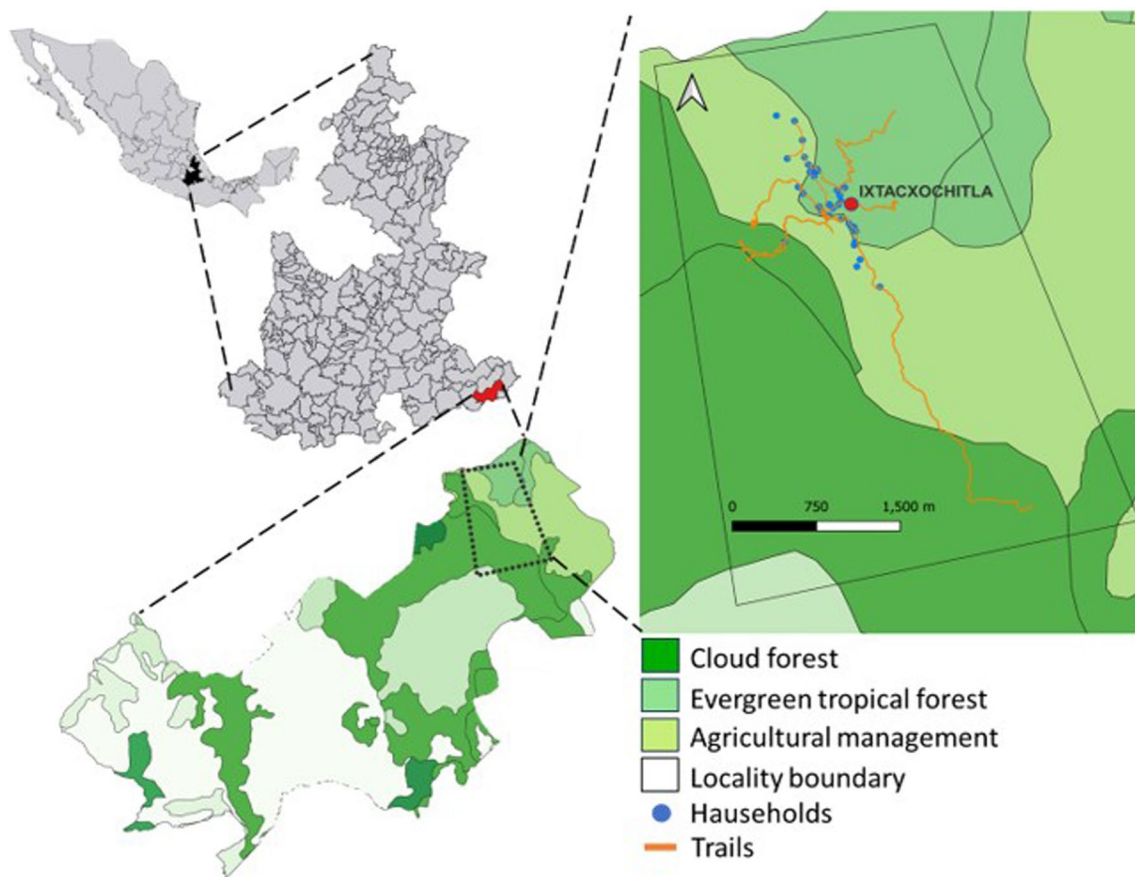 IXTACXOCHITLA
0 750 1,500 m
Cloud forest
Evergreen tropical forest
Agricultural management
Locality boundary
Hauseholds
Trails